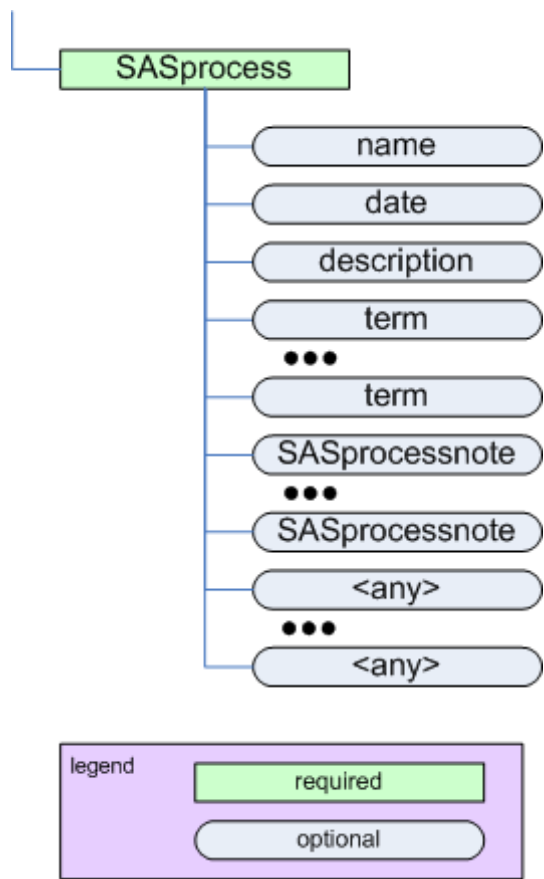 SASprocess
name
date
description
term
term
SASprocessnote
SASprocessnote
<any>
<any>
legend
required
optional